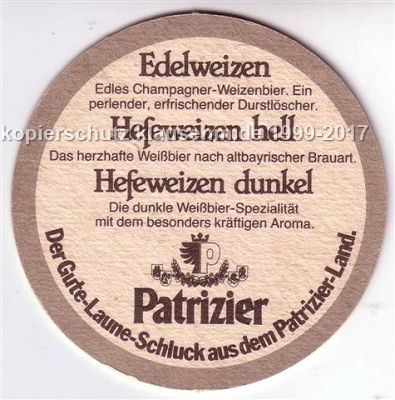 Edelweizen
Edles Champagner-Weizenbier. Ein
perlender, erfrischender Durstlöscher.
Hefeweizen hell
Das herzhafte Weißbier nach altbayrischer Brauart.
Hefeweizen dunkel
Die dunkle Weißbier-Spezialität
mit dem besonders kräftigen Aroma.
P
Patrizier
Der Gute-Laune-Schluck aus dem Patrizier-Land.
1999-2017